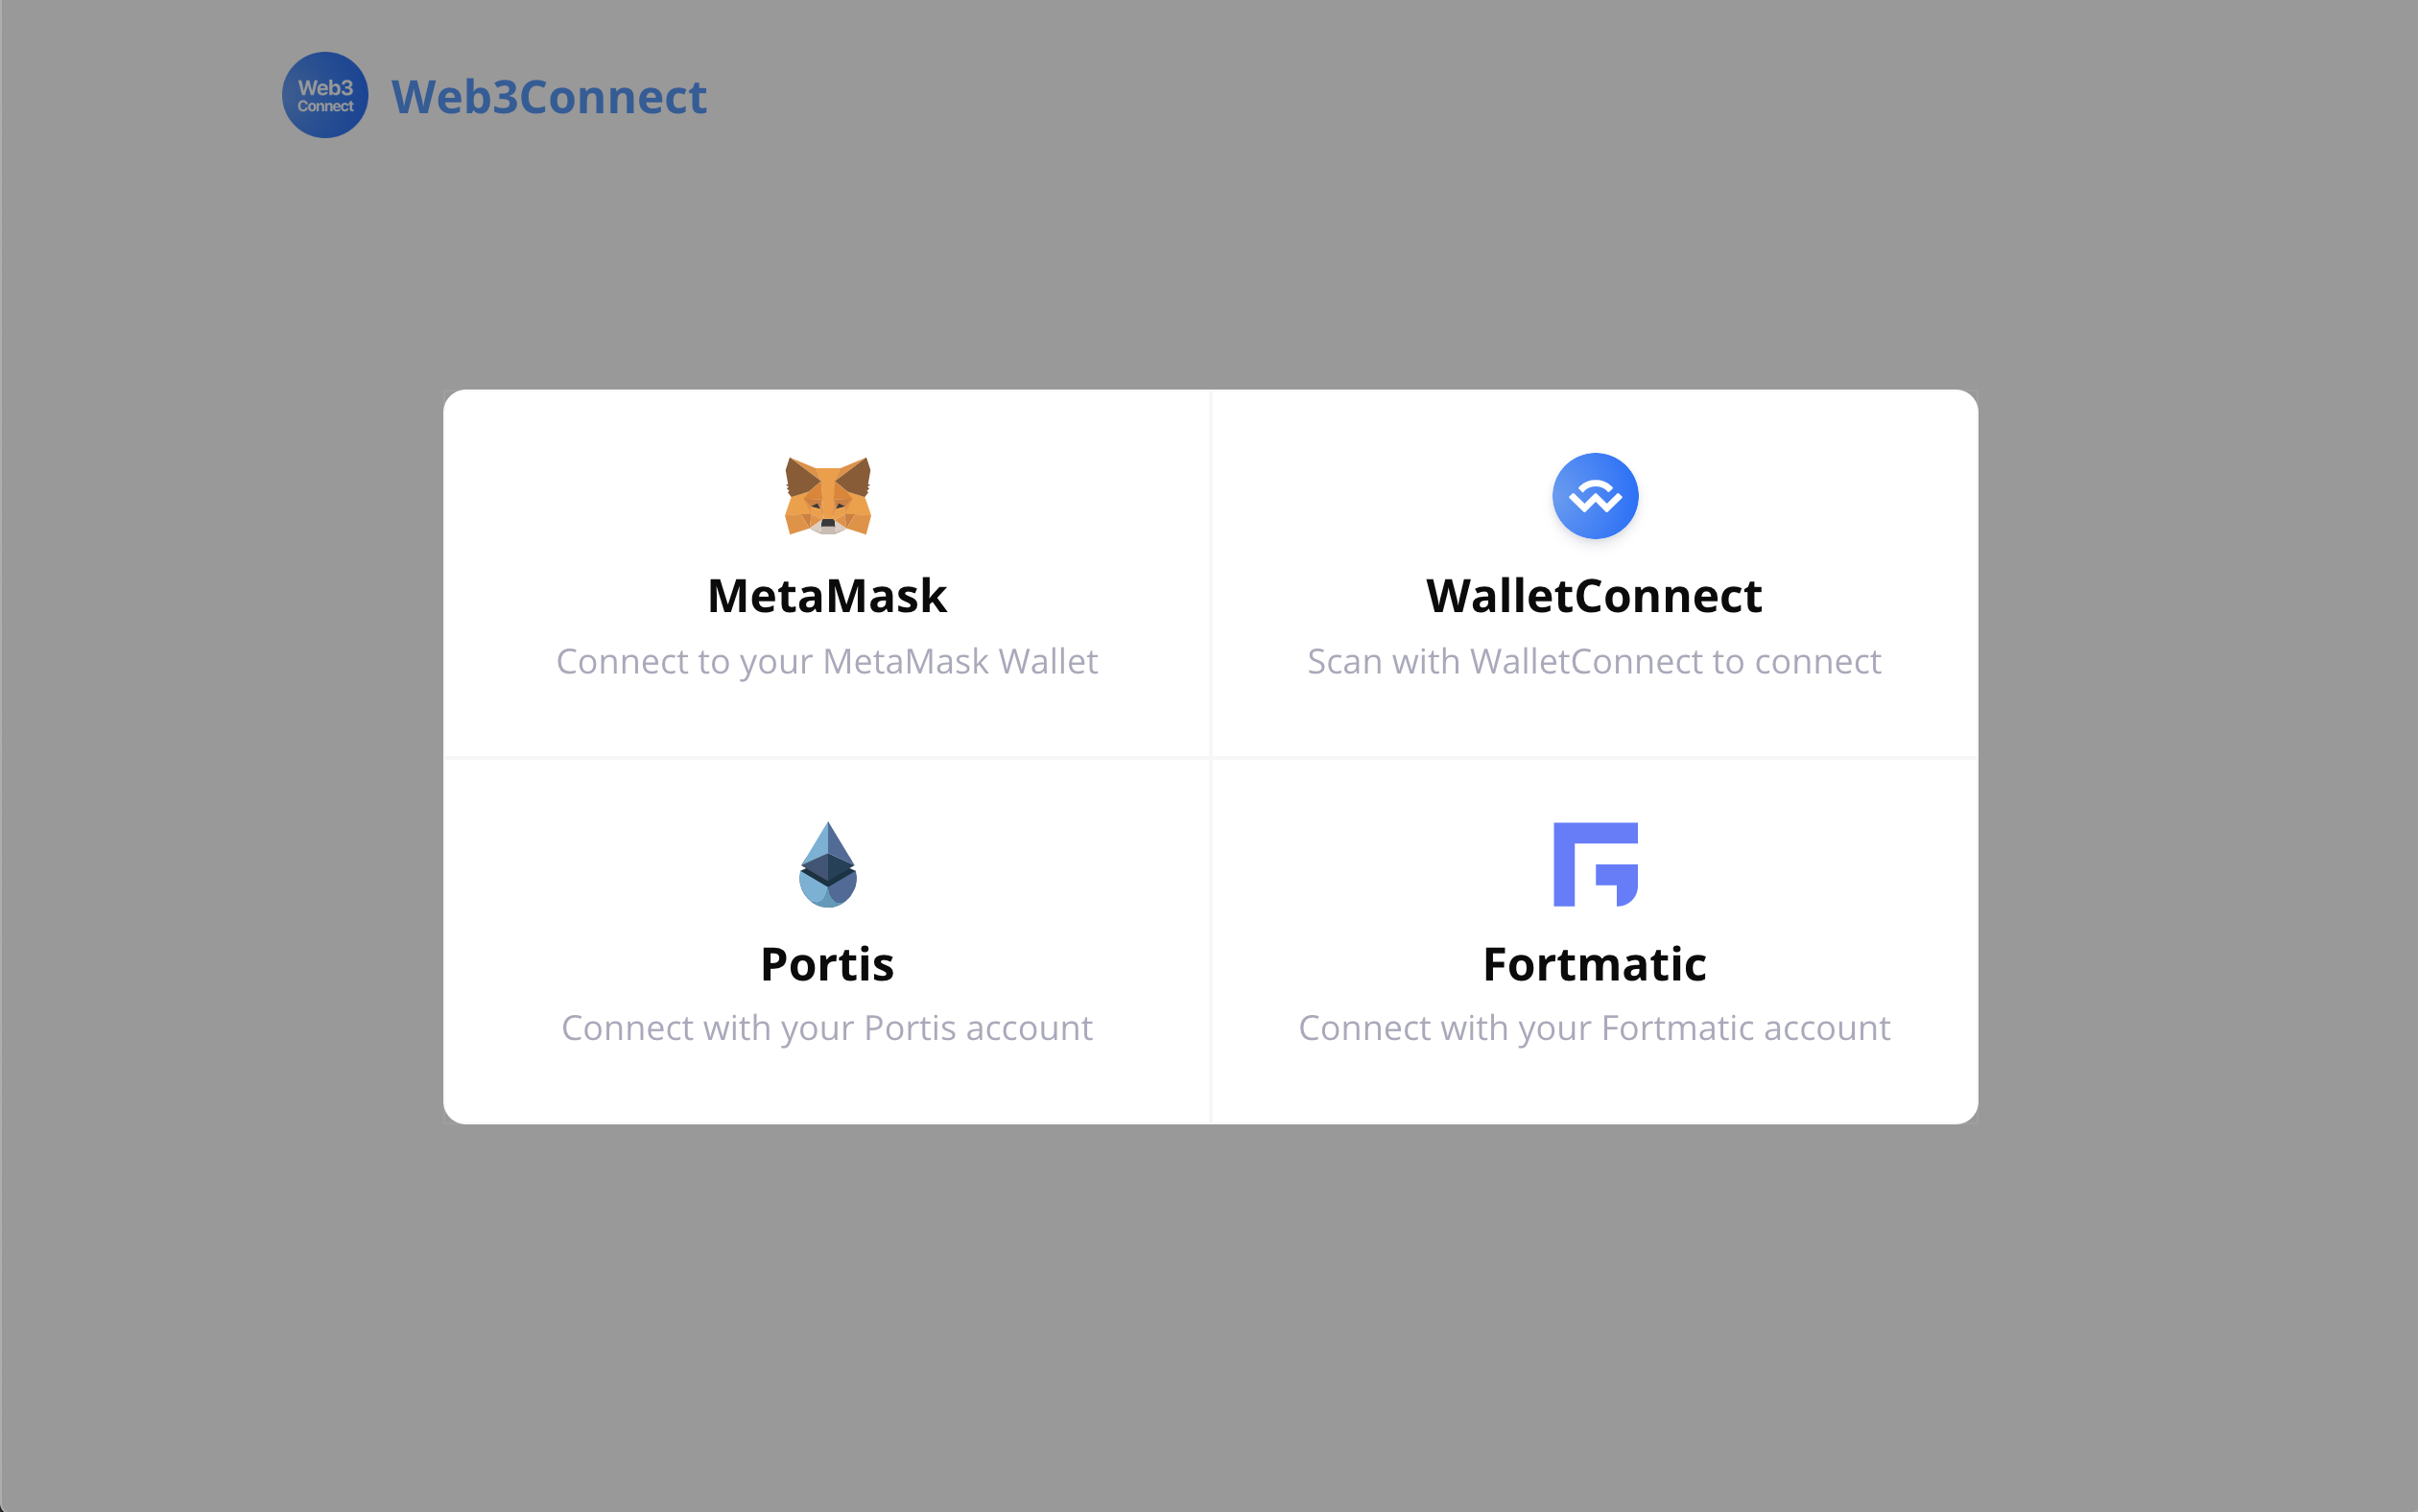 Web3
Connect
Web3Connect
MetaMask
Connect to your MetaMask Wallet
WalletConnect
Scan with WalletConnect to connect
Portis
Connect with your Portis account
Fortmatic
Connect with your Fortmatic account